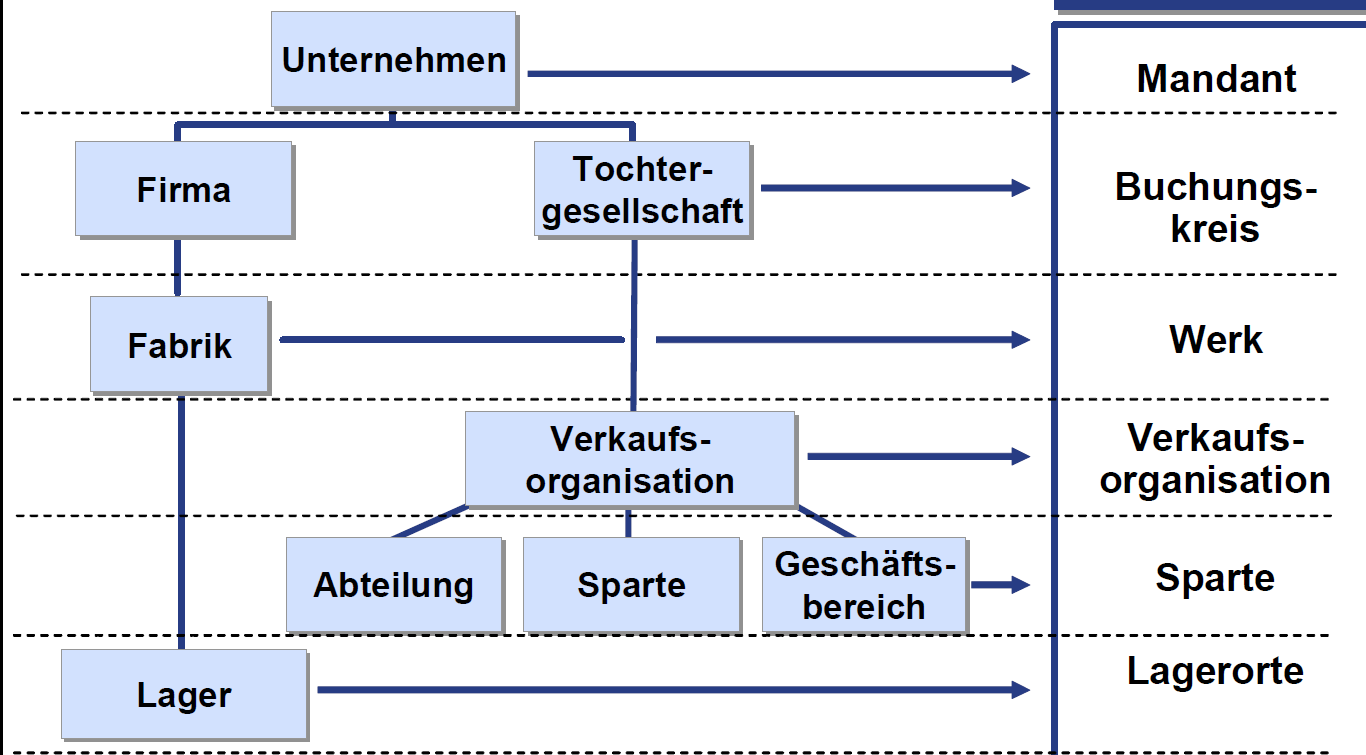 Unternehmen
Mandant
Firma
Tochter-
gesellschaft
Buchungs-
kreis
Fabrik
Werk
Verkaufs-
organisation
Verkaufs-
organisation
Abteilung
Sparte
Geschäfts-
bereich
Sparte
Lager
Lagerorte